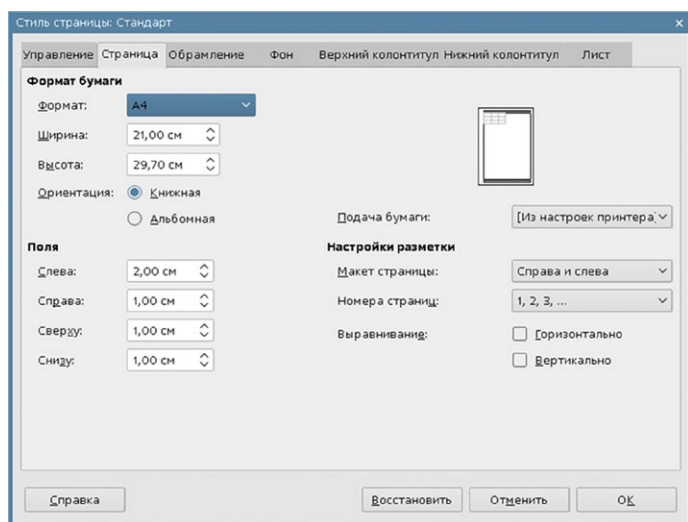 Стиль страницы: Стандарт
Управление Страница Обрамление Фон Верхний колонтитул Нижний колонтитул Лист
Формат бумаги
Формат: A4
Ширина: 21,00 см
Высота: 29,70 см
Ориентация: Книжная
Альбомная
Подача бумаги: [Из настроек принтера]
Поля
Слева: 2,00 см
Справа: 1,00 см
Сверху: 1,00 см
Снизу: 1,00 см
Настройки разметки
Макет страницы: Справа и слева
Номера страниц: 1, 2, 3, ...
Выравнивание: Горизонтально
Вертикально
Справка Восстановить Отменить OK